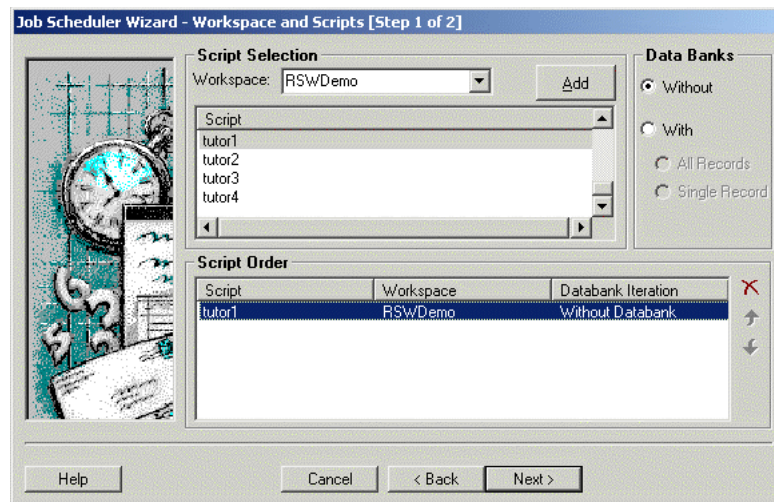 Job Scheduler Wizard - Workspace and Scripts [Step 1 of 2]
Script Selection
Workspace: RSWDemo
Add
Script
tutor1
tutor2
tutor3
tutor4
Data Banks
Without
With
All Records
Single Record
Script Order
Script Workspace Databank Iteration
tutor1 RSWDemo Without Databank
Help Cancel < Back Next >